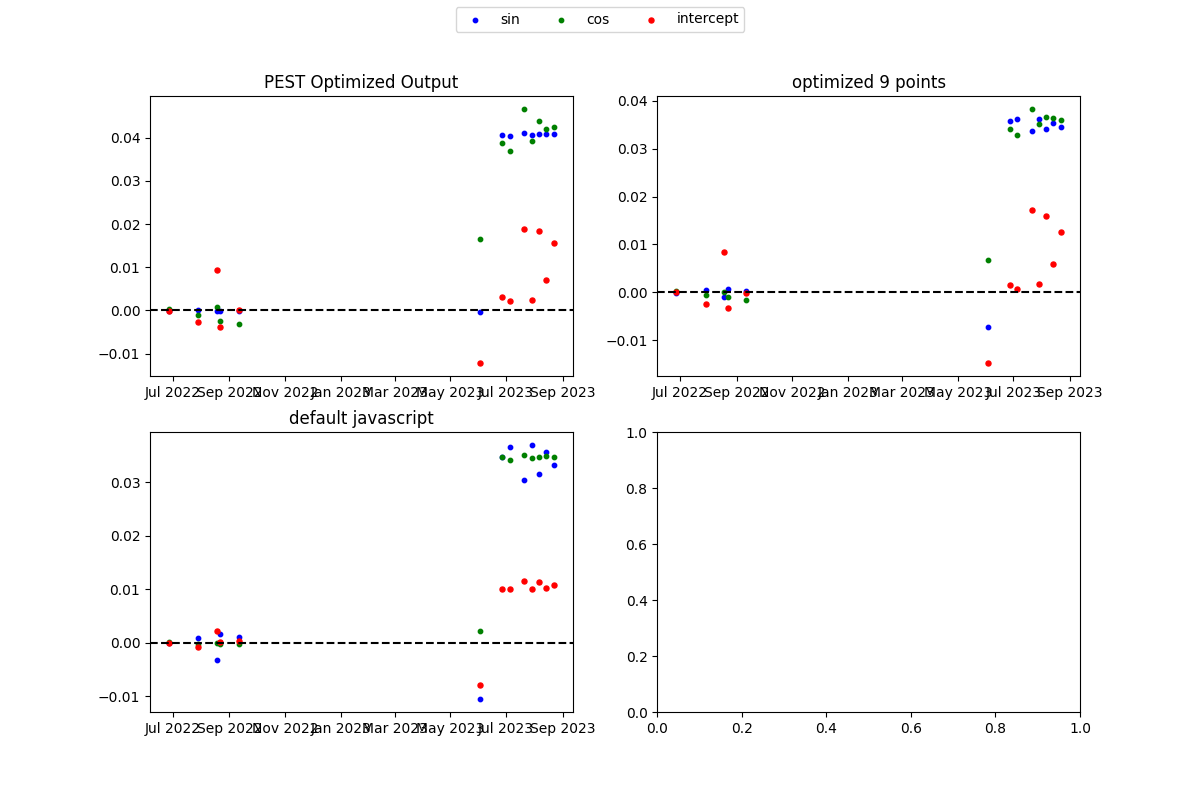 sin cos intercept
PEST Optimized Output
0.04
0.03
0.02
0.01
0.00
−0.01
Jul 2022 Sep 2022 Nov 2022 Jan 2023 Mar 2023 May 2023 Jul 2023 Sep 2023
optimized 9 points
0.04
0.03
0.02
0.01
0.00
−0.01
Jul 2022 Sep 2022 Nov 2022 Jan 2023 Mar 2023 May 2023 Jul 2023 Sep 2023
default javascript
0.03
0.02
0.01
0.00
−0.01
Jul 2022 Sep 2022 Nov 2022 Jan 2023 Mar 2023 May 2023 Jul 2023 Sep 2023
1.0
0.8
0.6
0.4
0.2
0.0
0.0 0.2 0.4 0.6 0.8 1.0